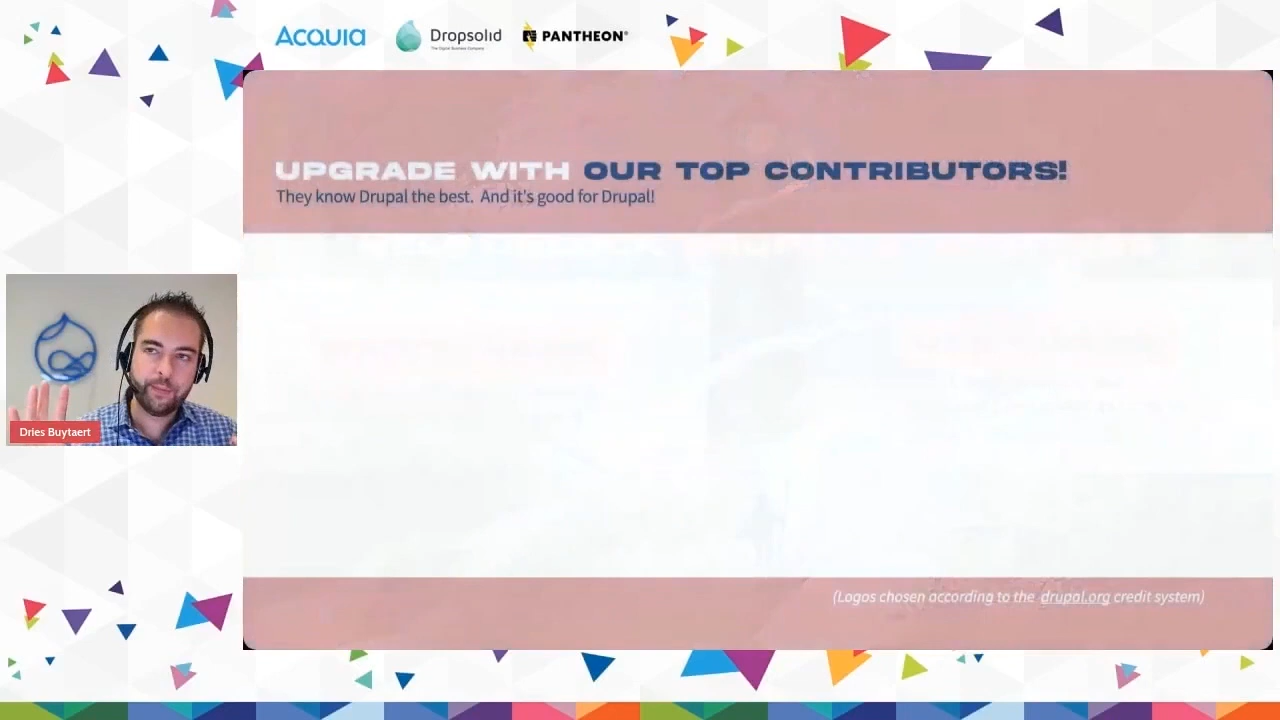 Acquia
Dropsolid
The Digital Business Company
PANTHEON
UPGRADE WITH OUR TOP CONTRIBUTORS!
They know Drupal the best. And it's good for Drupal!
Dries Buytaert
(Logos chosen according to the drupal.org credit system)